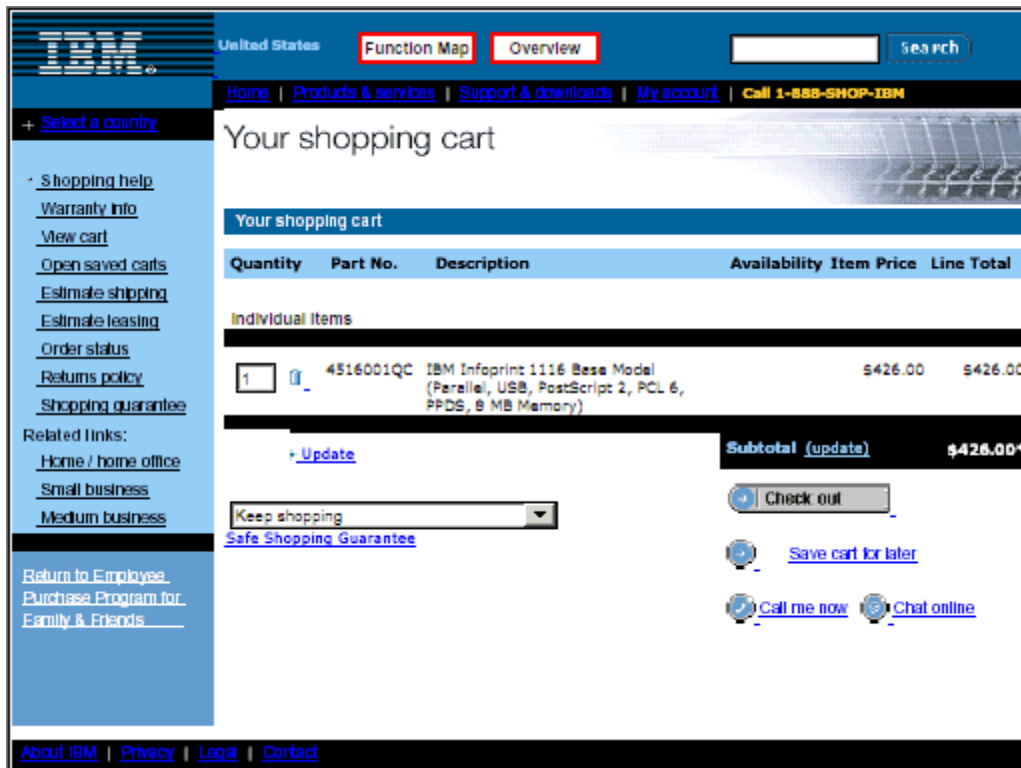 IBM®
United States
Function Map
Overview
Search
Home | Products & services | Support & downloads | My account | Call 1-888-SHOP-IBM
+ Select a country
Your shopping cart
Shopping help
Warranty info
View cart
Open saved carts
Estimate shipping
Estimate leasing
Order status
Returns policy
Shopping guarantee
Related links:
Home / home office
Small business
Medium business
Return to Employee
Purchase Program for
Family & Friends
Your shopping cart
Quantity Part No. Description Availability Item Price Line Total
Individual items
1 4516001QC IBM Infoprint 1116 Base Model $426.00 $426.00
(Parallel, USB, PostScript 2, PCL 6,
PPDS, 8 MB Memory)
Update
Subtotal (update) $426.00*
Check out
Keep shopping
Safe Shopping Guarantee
Save cart for later
Call me now
Chat online
About IBM | Privacy | Legal | Contact